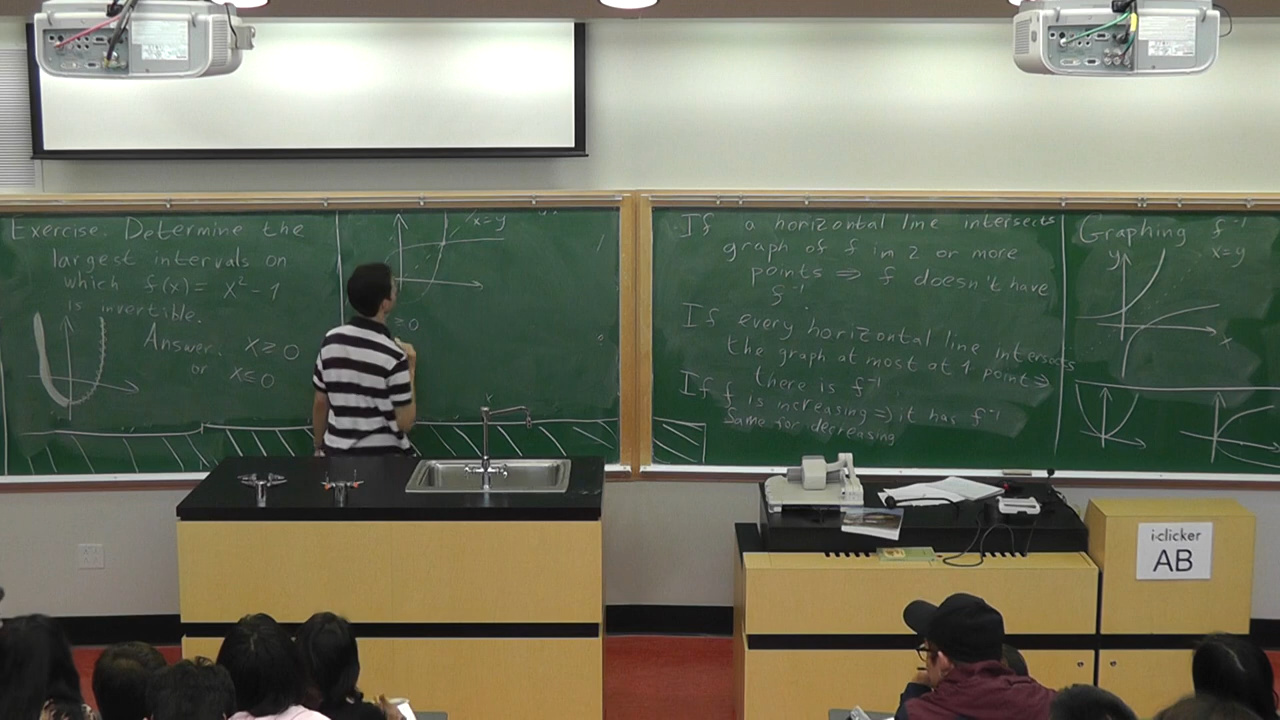 Exercise. Determine the
largest intervals on
which f(x) = x² - 1
is invertible.
Answer. x ≥ 0
or x ≤ 0
x=y
≥0
If a horizontal line intersects
graph of f in 2 or more
points ⇒ f doesn't have
f⁻¹
If every horizontal line intersects
the graph at most at 1 point ⇒
there is f⁻¹
If f is increasing ⇒ it has f⁻¹
Same for decreasing
Graphing f⁻¹
y
x=y
x
i-clicker
AB